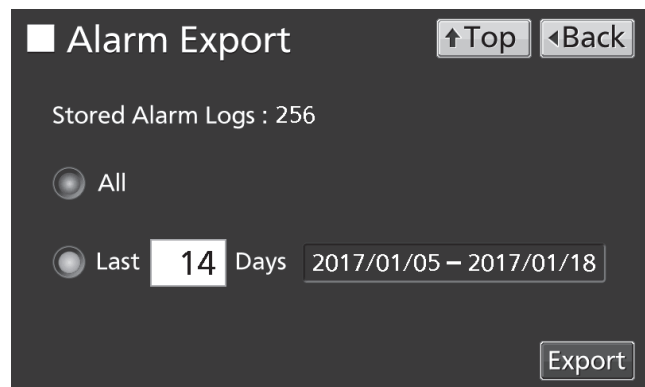 Alarm Export ↑Top ◂Back
Stored Alarm Logs : 256
All
Last 14 Days 2017/01/05 – 2017/01/18
Export